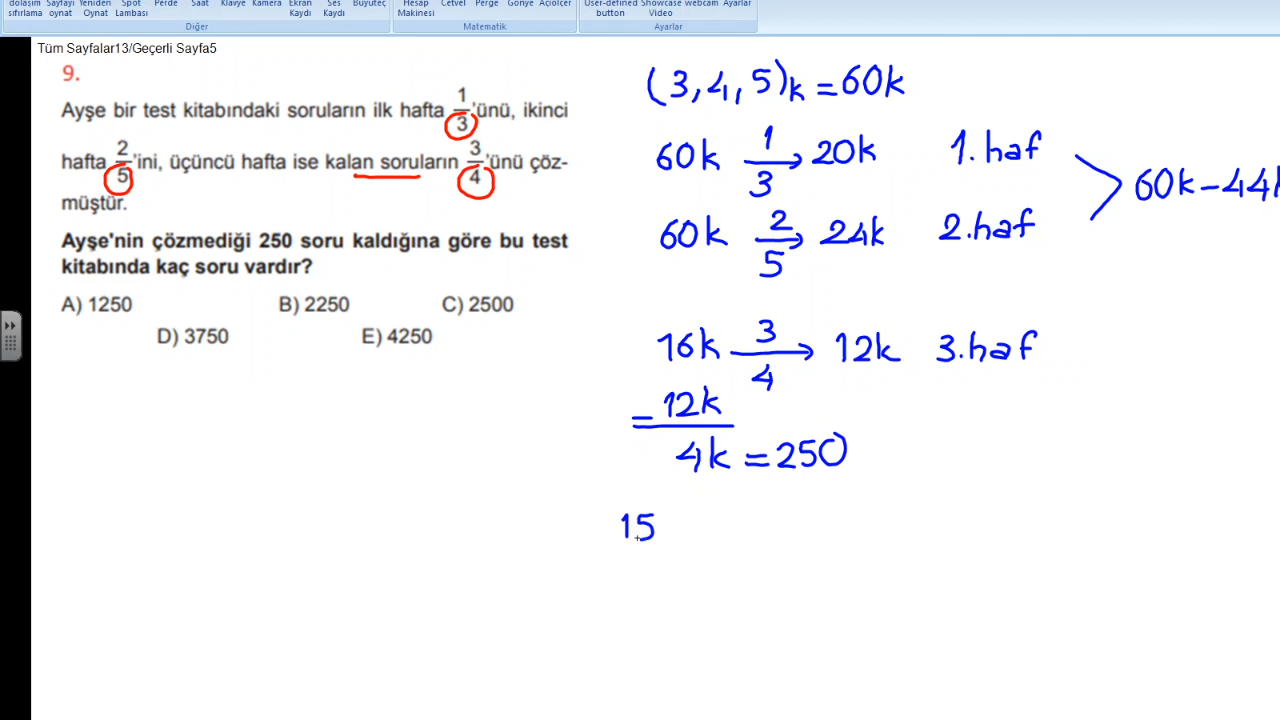 dolaşım Sayfayı Yeniden Spot Perde Saat Klavye Kamera Ekran Ses Büyüteç Hesap Cetvel Perge Gönye Açıölçer User-defined Showcase webcam Ayarlar
sıfırlama oynat Oynat Lambası Kaydı Kaydı Makinesi button Video
Diğer Matematik Ayarlar
Tüm Sayfalar13/Geçerli Sayfa5
9.
Ayşe bir test kitabındaki soruların ilk hafta 1/3'ünü, ikinci
hafta 2/5'ini, üçüncü hafta ise kalan soruların 3/4'ünü çöz-
müştür.
Ayşe'nin çözmediği 250 soru kaldığına göre bu test
kitabında kaç soru vardır?
A) 1250 B) 2250 C) 2500
D) 3750 E) 4250
(3,4,5)k=60k
60k 1/3 → 20k 1.haf
60k-44k
60k 2/5 → 24k 2.haf
16k 3/4 → 12k 3.haf
= 12k
4k=250
15